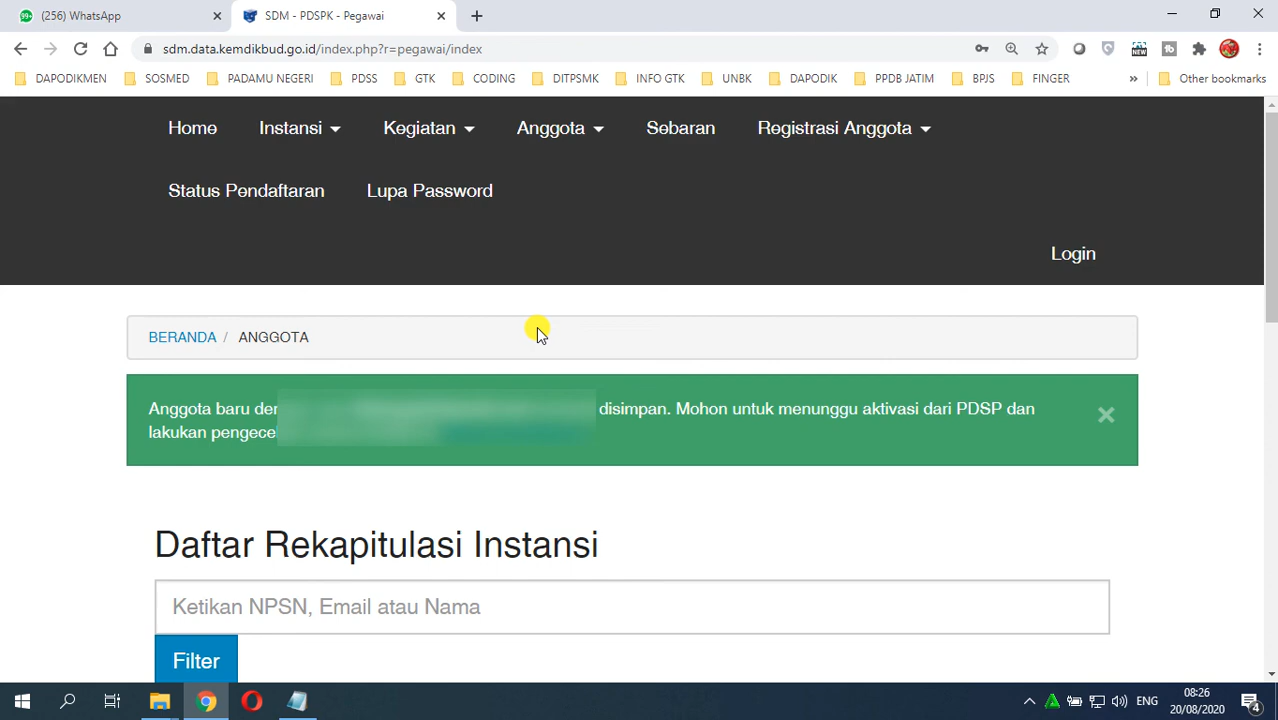 (256) WhatsApp
SDM - PDSPK - Pegawai
sdm.data.kemdikbud.go.id/index.php?r=pegawai/index
NEW
DAPODIKMEN SOSMED PADAMU NEGERI PDSS GTK CODING DITPSMK INFO GTK UNBK DAPODIK PPDB JATIM BPJS FINGER » Other bookmarks
Home Instansi Kegiatan Anggota Sebaran Registrasi Anggota
Status Pendaftaran Lupa Password
Login
BERANDA / ANGGOTA
Anggota baru disimpan. Mohon untuk menunggu aktivasi dari PDSP dan
lakukan
Daftar Rekapitulasi Instansi
Ketikan NPSN, Email atau Nama
Filter
ENG
08:26
20/08/2020
4